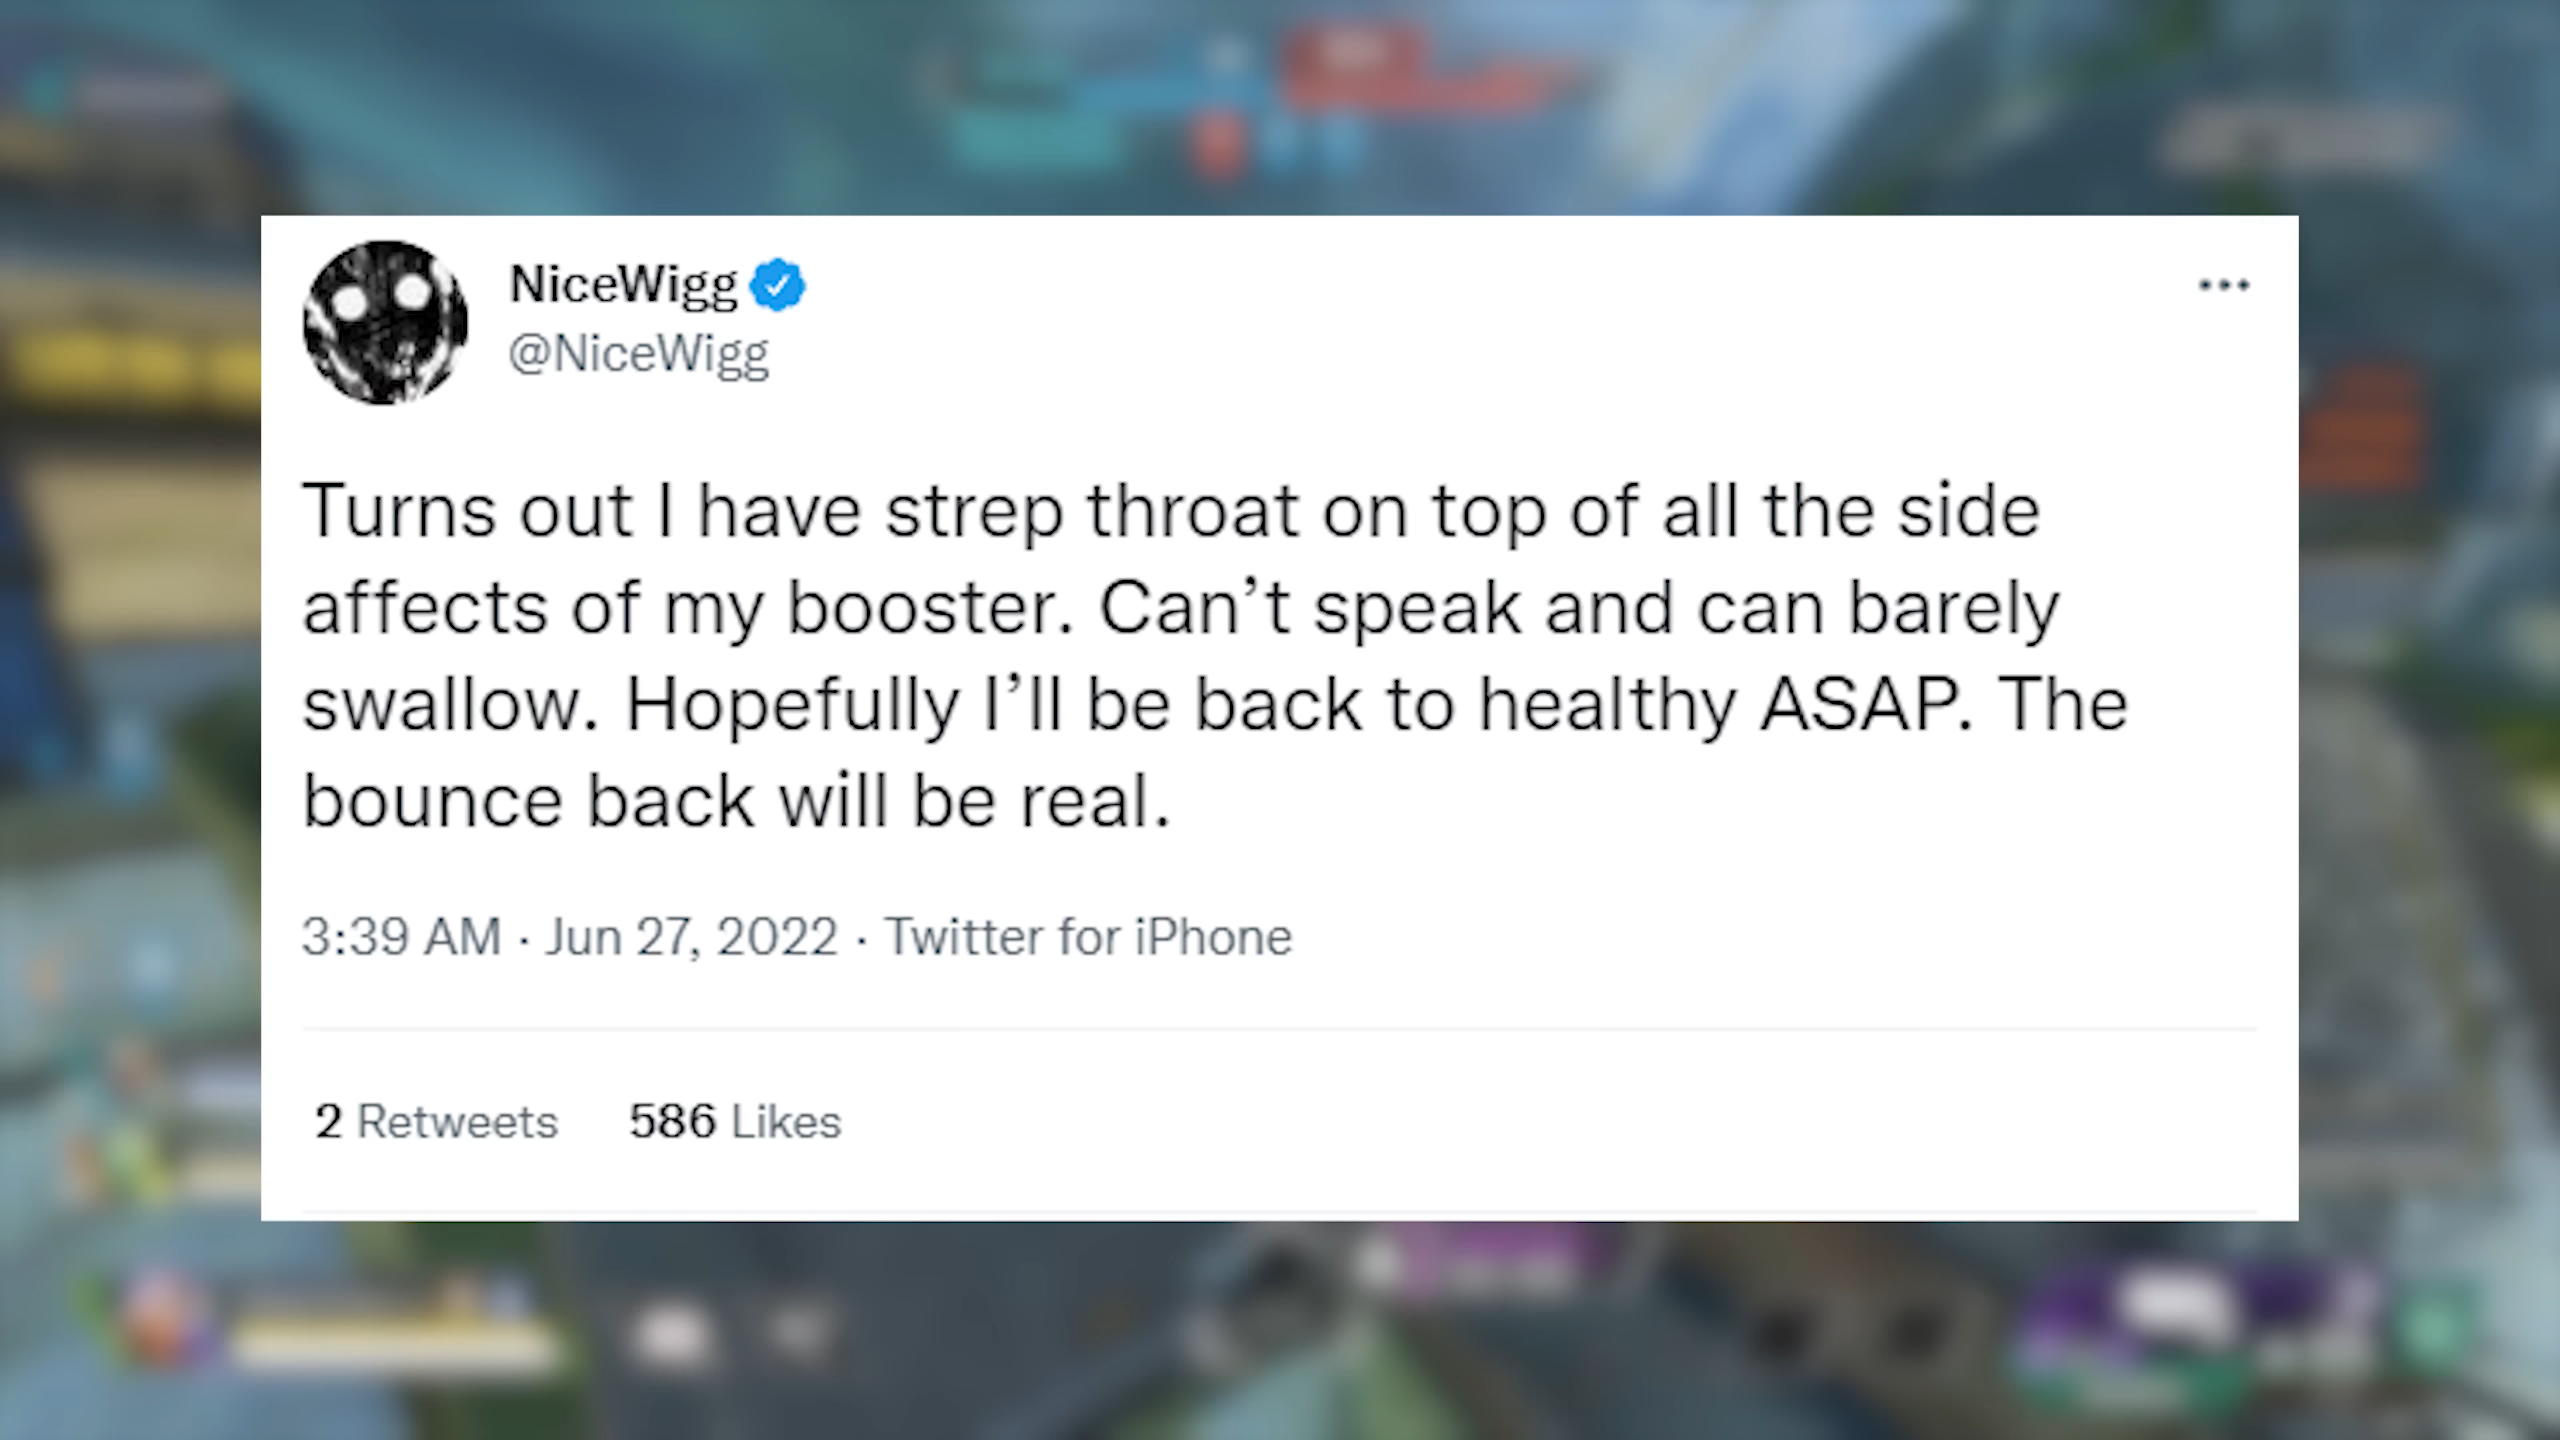 NiceWigg
@NiceWigg
Turns out I have strep throat on top of all the side
affects of my booster. Can’t speak and can barely
swallow. Hopefully I’ll be back to healthy ASAP. The
bounce back will be real.
3:39 AM · Jun 27, 2022 · Twitter for iPhone
2 Retweets 586 Likes